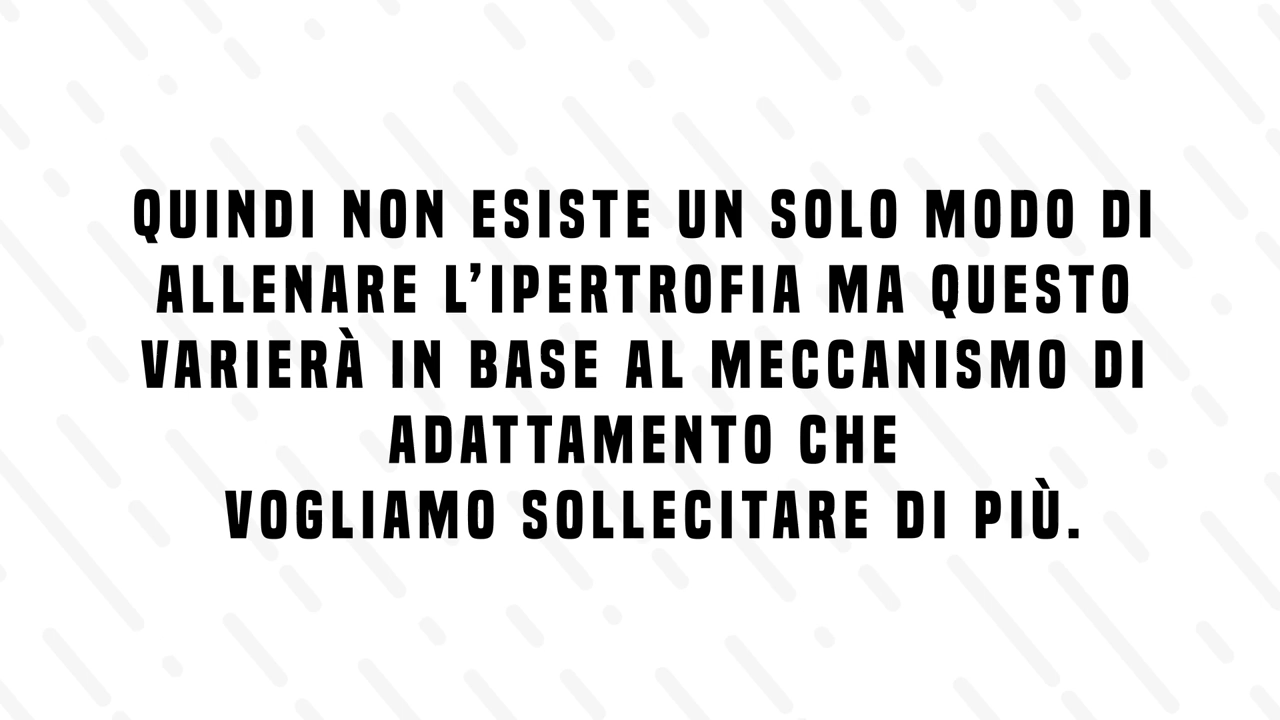 QUINDI NON ESISTE UN SOLO MODO DI
ALLENARE L’IPERTROFIA MA QUESTO
VARIERÀ IN BASE AL MECCANISMO DI
ADATTAMENTO CHE
VOGLIAMO SOLLECITARE DI PIÙ.